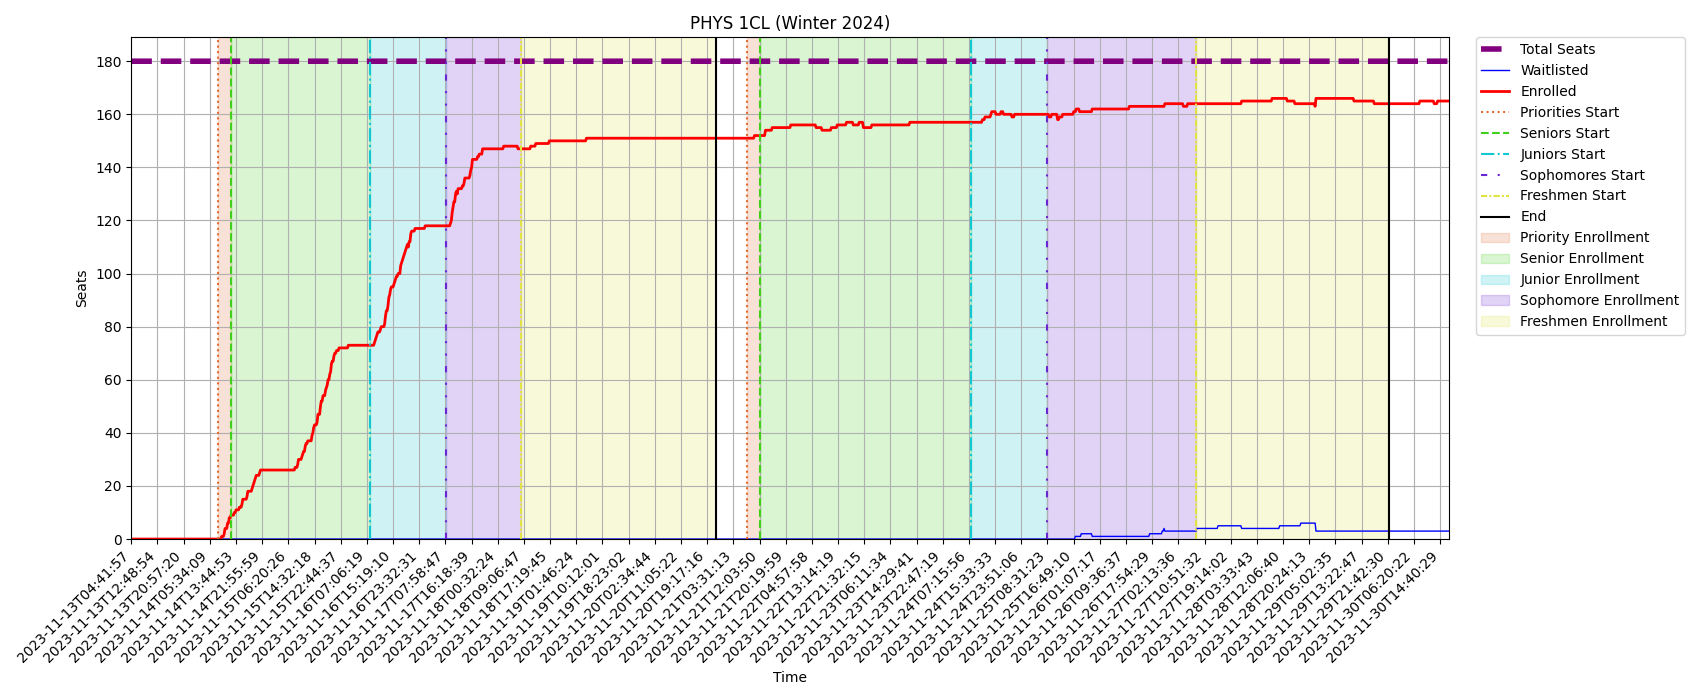 PHYS 1CL (Winter 2024)
Seats
180
160
140
120
100
80
60
40
20
0
2023-11-13T04:41:57
2023-11-13T12:48:54
2023-11-13T20:57:20
2023-11-14T05:34:09
2023-11-14T13:44:53
2023-11-14T21:55:59
2023-11-15T06:20:26
2023-11-15T14:32:18
2023-11-15T22:44:37
2023-11-16T07:06:19
2023-11-16T15:19:10
2023-11-16T23:32:31
2023-11-17T07:58:47
2023-11-17T16:18:39
2023-11-18T00:32:24
2023-11-18T09:06:47
2023-11-18T17:19:45
2023-11-19T01:46:24
2023-11-19T10:12:01
2023-11-19T18:23:02
2023-11-20T02:34:44
2023-11-20T11:05:22
2023-11-20T19:17:16
2023-11-21T03:31:13
2023-11-21T12:03:50
2023-11-21T20:19:59
2023-11-22T04:57:58
2023-11-22T13:14:19
2023-11-22T21:32:15
2023-11-23T06:11:34
2023-11-23T14:29:41
2023-11-23T22:47:19
2023-11-24T07:15:56
2023-11-24T15:33:33
2023-11-24T23:51:06
2023-11-25T08:31:23
2023-11-25T16:49:10
2023-11-26T01:07:17
2023-11-26T09:36:37
2023-11-26T17:54:29
2023-11-27T02:13:36
2023-11-27T10:51:32
2023-11-27T19:14:02
2023-11-28T03:33:43
2023-11-28T12:06:40
2023-11-28T20:24:13
2023-11-29T05:02:35
2023-11-29T13:22:47
2023-11-29T21:42:30
2023-11-30T06:20:22
2023-11-30T14:40:29
Time
Total Seats
Waitlisted
Enrolled
Priorities Start
Seniors Start
Juniors Start
Sophomores Start
Freshmen Start
End
Priority Enrollment
Senior Enrollment
Junior Enrollment
Sophomore Enrollment
Freshmen Enrollment